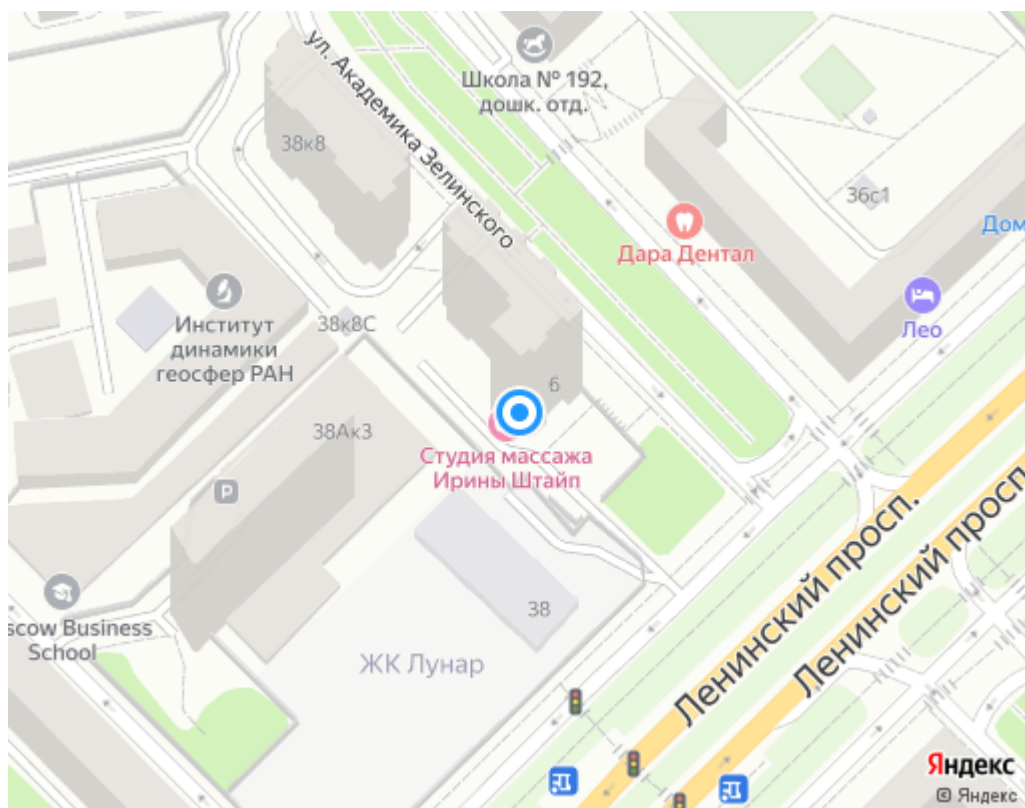 ул. Академика Зелинского
Школа № 192,
дошк. отд.
38к8
36с1
Дара Дентал
Дом
Лео
38к8С
Институт
динамики
геосфер РАН
6
38Ак3
Студия массажа
Ирины Штайп
P
38
scow Business
School
ЖК Лунар
Ленинский просп.
Ленинский просп
Яндекс
© Яндекс